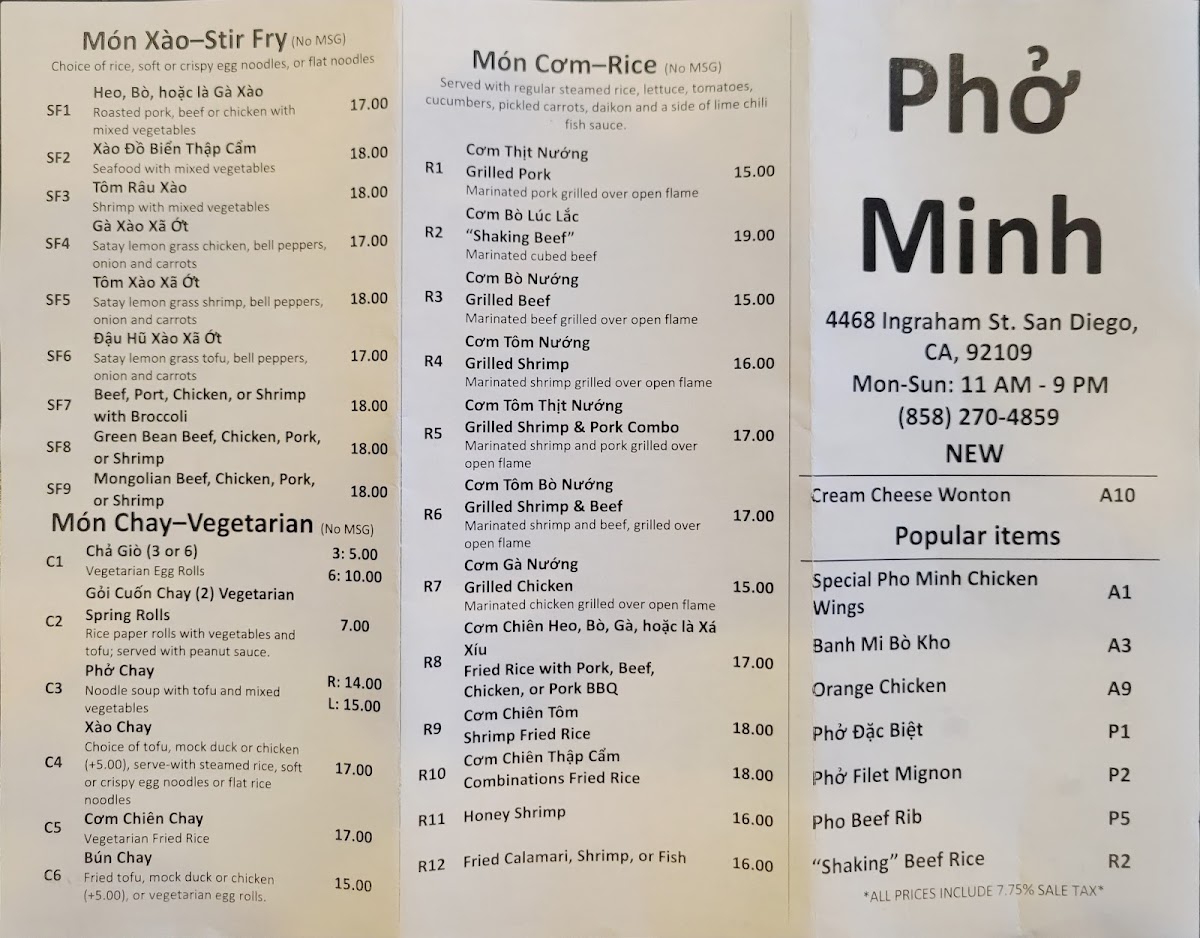 Món Xào–Stir Fry (No MSG)
Choice of rice, soft or crispy egg noodles, or flat noodles
SF1 Heo, Bò, hoặc là Gà Xào 17.00
Roasted pork, beef or chicken with
mixed vegetables
SF2 Xào Đồ Biển Thập Cẩm 18.00
Seafood with mixed vegetables
SF3 Tôm Râu Xào 18.00
Shrimp with mixed vegetables
SF4 Gà Xào Xã Ớt 17.00
Satay lemon grass chicken, bell peppers,
onion and carrots
SF5 Tôm Xào Xã Ớt 18.00
Satay lemon grass shrimp, bell peppers,
onion and carrots
SF6 Đậu Hũ Xào Xã Ớt 17.00
Satay lemon grass tofu, bell peppers,
onion and carrots
SF7 Beef, Port, Chicken, or Shrimp 18.00
with Broccoli
SF8 Green Bean Beef, Chicken, Pork, 18.00
or Shrimp
SF9 Mongolian Beef, Chicken, Pork, 18.00
or Shrimp
Món Chay–Vegetarian (No MSG)
C1 Chả Giò (3 or 6) 3: 5.00
Vegetarian Egg Rolls 6: 10.00
Gỏi Cuốn Chay (2) Vegetarian
C2 Spring Rolls 7.00
Rice paper rolls with vegetables and
tofu; served with peanut sauce.
Phở Chay
C3 Noodle soup with tofu and mixed R: 14.00
vegetables L: 15.00
Xào Chay
Choice of tofu, mock duck or chicken
C4 (+5.00), serve-with steamed rice, soft 17.00
or crispy egg noodles or flat rice
noodles
C5 Cơm Chiên Chay 17.00
Vegetarian Fried Rice
Bún Chay
C6 Fried tofu, mock duck or chicken 15.00
(+5.00), or vegetarian egg rolls.
Món Cơm–Rice (No MSG)
Served with regular steamed rice, lettuce, tomatoes,
cucumbers, pickled carrots, daikon and a side of lime chili
fish sauce.
Cơm Thịt Nướng
R1 Grilled Pork 15.00
Marinated pork grilled over open flame
Cơm Bò Lúc Lắc
R2 “Shaking Beef” 19.00
Marinated cubed beef
Cơm Bò Nướng
R3 Grilled Beef 15.00
Marinated beef grilled over open flame
Cơm Tôm Nướng
R4 Grilled Shrimp 16.00
Marinated shrimp grilled over open flame
Cơm Tôm Thịt Nướng
R5 Grilled Shrimp & Pork Combo 17.00
Marinated shrimp and pork grilled over
open flame
Cơm Tôm Bò Nướng
R6 Grilled Shrimp & Beef 17.00
Marinated shrimp and beef, grilled over
open flame
Cơm Gà Nướng
R7 Grilled Chicken 15.00
Marinated chicken grilled over open flame
Cơm Chiên Heo, Bò, Gà, hoặc là Xá
Xíu
R8 Fried Rice with Pork, Beef, 17.00
Chicken, or Pork BBQ
R9 Cơm Chiên Tôm 18.00
Shrimp Fried Rice
R10 Cơm Chiên Thập Cẩm 18.00
Combinations Fried Rice
R11 Honey Shrimp 16.00
R12 Fried Calamari, Shrimp, or Fish 16.00
Phở
Minh
4468 Ingraham St. San Diego,
CA, 92109
Mon-Sun: 11 AM - 9 PM
(858) 270-4859
NEW
Cream Cheese Wonton A10
Popular items
Special Pho Minh Chicken A1
Wings
Banh Mi Bò Kho A3
Orange Chicken A9
Phở Đặc Biệt P1
Phở Filet Mignon P2
Pho Beef Rib P5
“Shaking” Beef Rice R2
*ALL PRICES INCLUDE 7.75% SALE TAX*